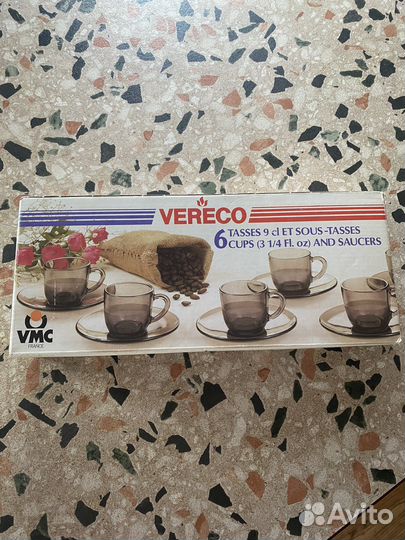 VERECO
6 TASSES 9 cl ET SOUS-TASSES
CUPS (3 1/4 Fl. oz) AND SAUCERS
VMC
FRANCE
Avito